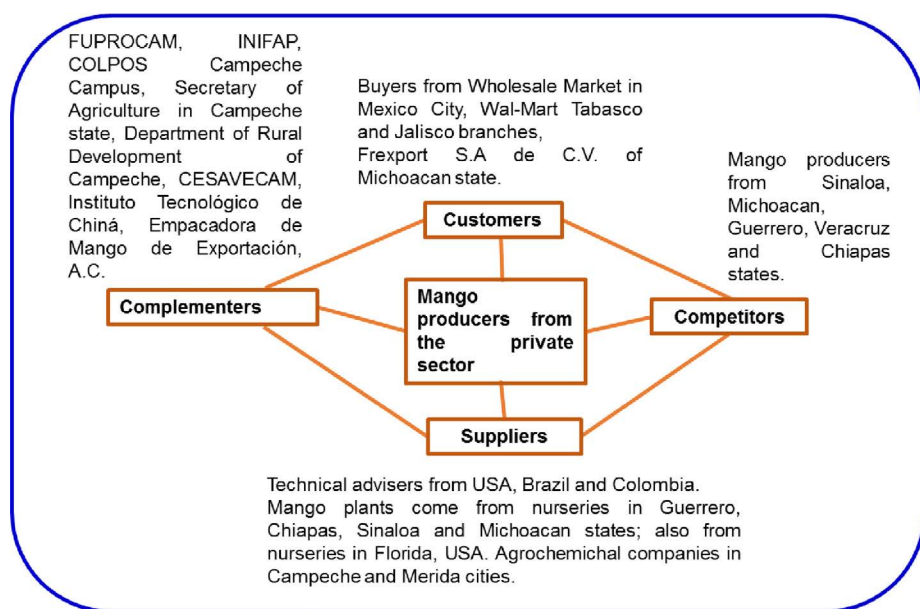 FUPROCAM, INIFAP,
COLPOS Campeche
Campus, Secretary of
Agriculture in Campeche
state, Department of Rural
Development of
Campeche, CESAVECAM,
Instituto Tecnológico de
Chiná, Empacadora de
Mango de Exportación,
A.C.
Buyers from Wholesale Market in
Mexico City, Wal-Mart Tabasco
and Jalisco branches,
Frexport S.A de C.V. of
Michoacan state.
Mango producers
from Sinaloa,
Michoacan,
Guerrero, Veracruz
and Chiapas
states.
Customers
Complementers
Mango
producers from
the private
sector
Competitors
Suppliers
Technical advisers from USA, Brazil and Colombia.
Mango plants come from nurseries in Guerrero,
Chiapas, Sinaloa and Michoacan states; also from
nurseries in Florida, USA. Agrochemichal companies in
Campeche and Merida cities.